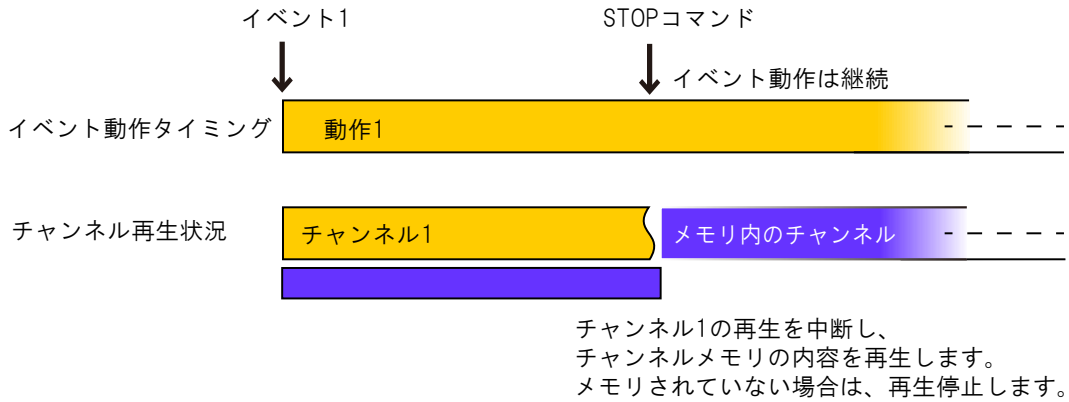 イベント1
STOPコマンド
イベント動作は継続
イベント動作タイミング
動作1
チャンネル再生状況
チャンネル1
メモリ内のチャンネル
チャンネル1の再生を中断し、
チャンネルメモリの内容を再生します。
メモリされていない場合は、再生停止します。